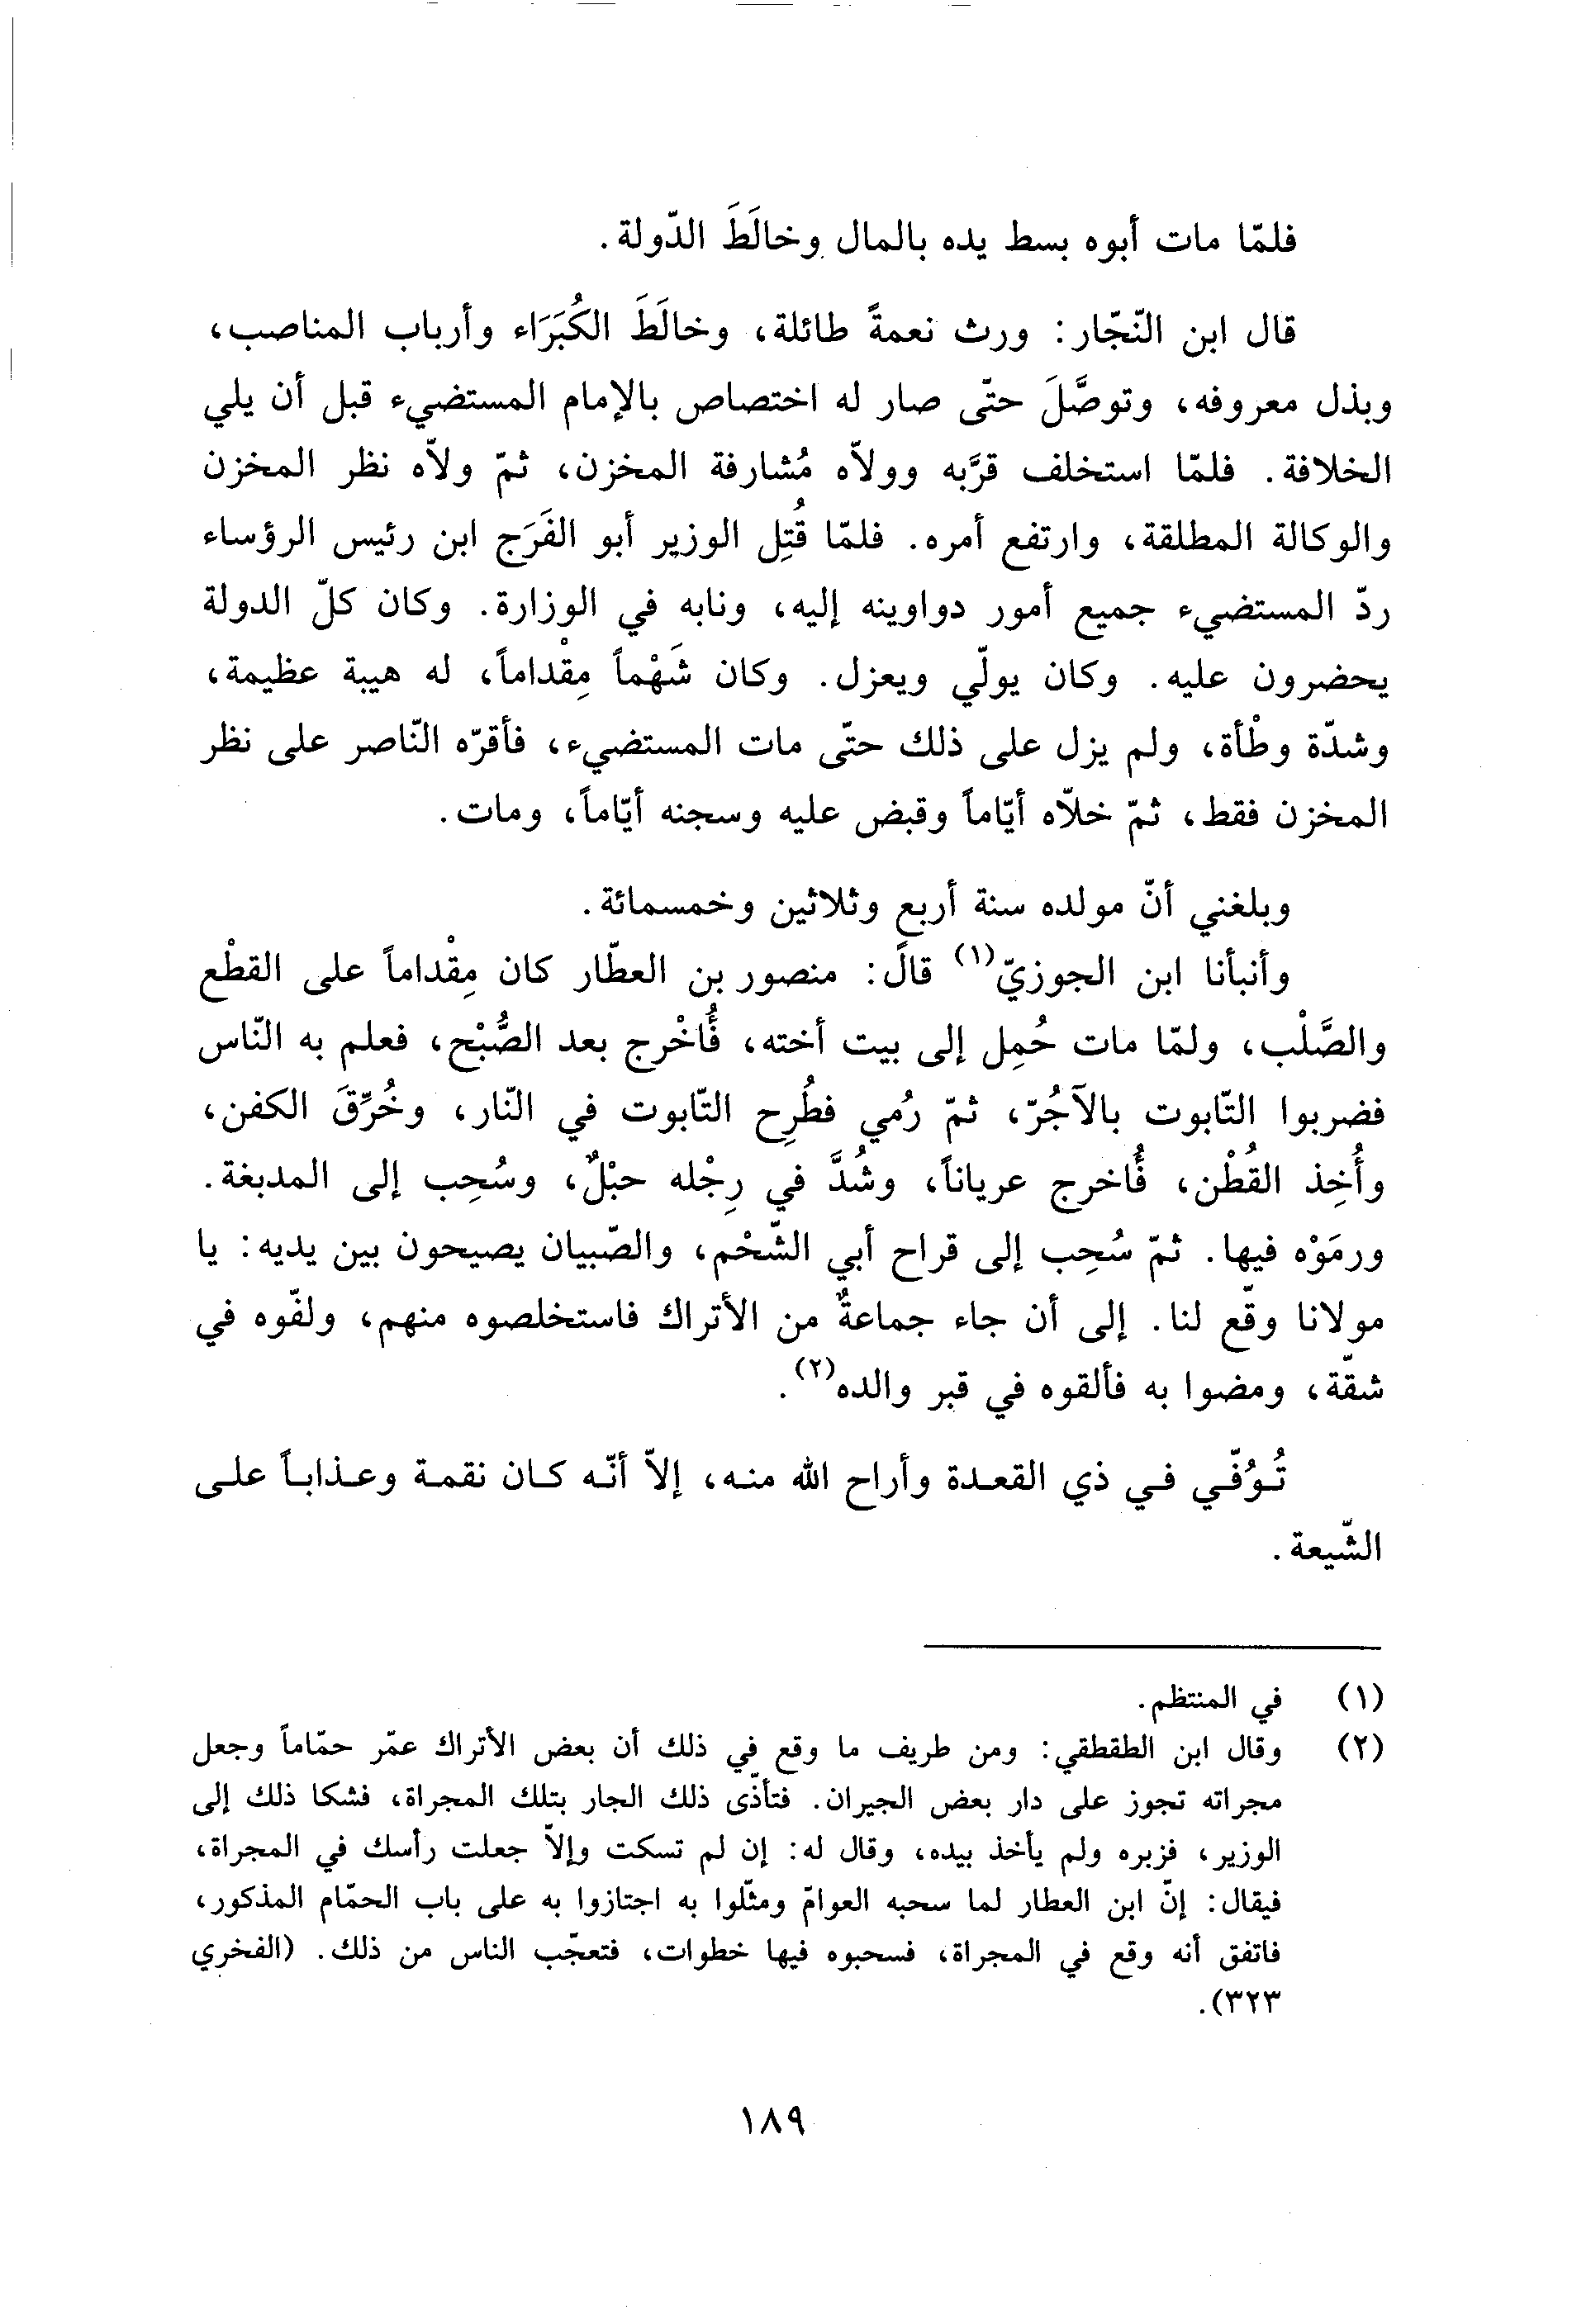 فلمّا مات أبوه بسط يده بالمال وخالَطَ الدّولة.
قال ابن النّجّار: ورث نعمةً طائلة، وخالَطَ الكُبَرَاء وأرباب المناصب،
وبذل معروفه، وتوصَّلَ حتّى صار له اختصاص بالإمام المستضيء قبل أن يلي
الخلافة. فلمّا استخلف قرَّبه وولاّه مُشارفة المخزن، ثمّ ولاّه نظر المخزن
والوكالة المطلقة، وارتفع أمره. فلمّا قُتِل الوزير أبو الفَرَج ابن رئيس الرؤساء
ردّ المستضيء جميع أمور دواوينه إليه، ونابه في الوزارة. وكان كلّ الدولة
يحضرون عليه. وكان يولّي ويعزل. وكان شَهْماً مِقْداماً، له هيبة عظيمة،
وشدّة وطْأة، ولم يزل على ذلك حتّى مات المستضيء، فأقرّه النّاصر على نظر
المخزن فقط، ثمّ خلاّه أيّاماً وقبض عليه وسجنه أيّاماً، ومات.
وبلغني أنّ مولده سنة أربع وثلاثين وخمسمائة.
وأنبأنا ابن الجوزيّ(١) قال: منصور بن العطّار كان مِقْداماً على القطْع
والصَّلْب، ولمّا مات حُمِل إلى بيت أخته، فأُخْرج بعد الصُّبْح، فعلم به النّاس
فضربوا التّابوت بالآجُرّ، ثمّ رُمي فطُرِح التّابوت في النّار، وخُرِّقَ الكفن،
وأُخِذ القُطْن، فأُخرج عرياناً، وشُدَّ في رِجْله حبْلٌ، وسُحِب إلى المدبغة.
ورمَوْه فيها. ثمّ سُحِب إلى قراح أبي الشّحْم، والصّبيان يصيحون بين يديه: يا
مولانا وقّع لنا. إلى أن جاء جماعةٌ من الأتراك فاستخلصوه منهم، ولفّوه في
شقّة، ومضوا به فألقوه في قبر والده(٢).
تُوُفّي في ذي القعدة وأراح الله منه، إلاّ أنّه كان نقمة وعذاباً على
الشّيعة.
(١) في المنتظم.
(٢) وقال ابن الطقطقي: ومن طريف ما وقع في ذلك أن بعض الأتراك عمّر حمّاماً وجعل
مجراته تجوز على دار بعض الجيران. فتأذّى ذلك الجار بتلك المجراة، فشكا ذلك إلى
الوزير، فزبره ولم يأخذ بيده، وقال له: إن لم تسكت وإلاّ جعلت رأسك في المجراة،
فيقال: إنّ ابن العطار لما سحبه العوامّ ومثّلوا به اجتازوا به على باب الحمّام المذكور،
فاتفق أنه وقع في المجراة، فسحبوه فيها خطوات، فتعجّب الناس من ذلك. (الفخري
٣٢٣).
١٨٩